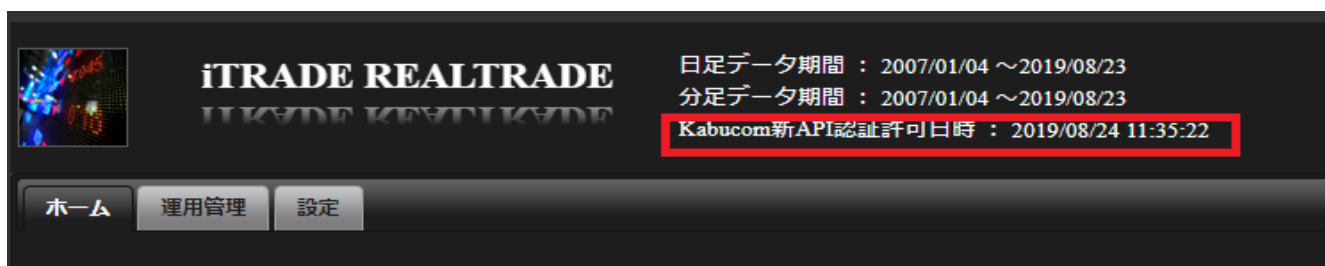 iTRADE REALTRADE
日足データ期間 ： 2007/01/04 ～2019/08/23
分足データ期間 ： 2007/01/04 ～2019/08/23
Kabucom新API認証許可日時 ： 2019/08/24 11:35:22
ホーム
運用管理
設定